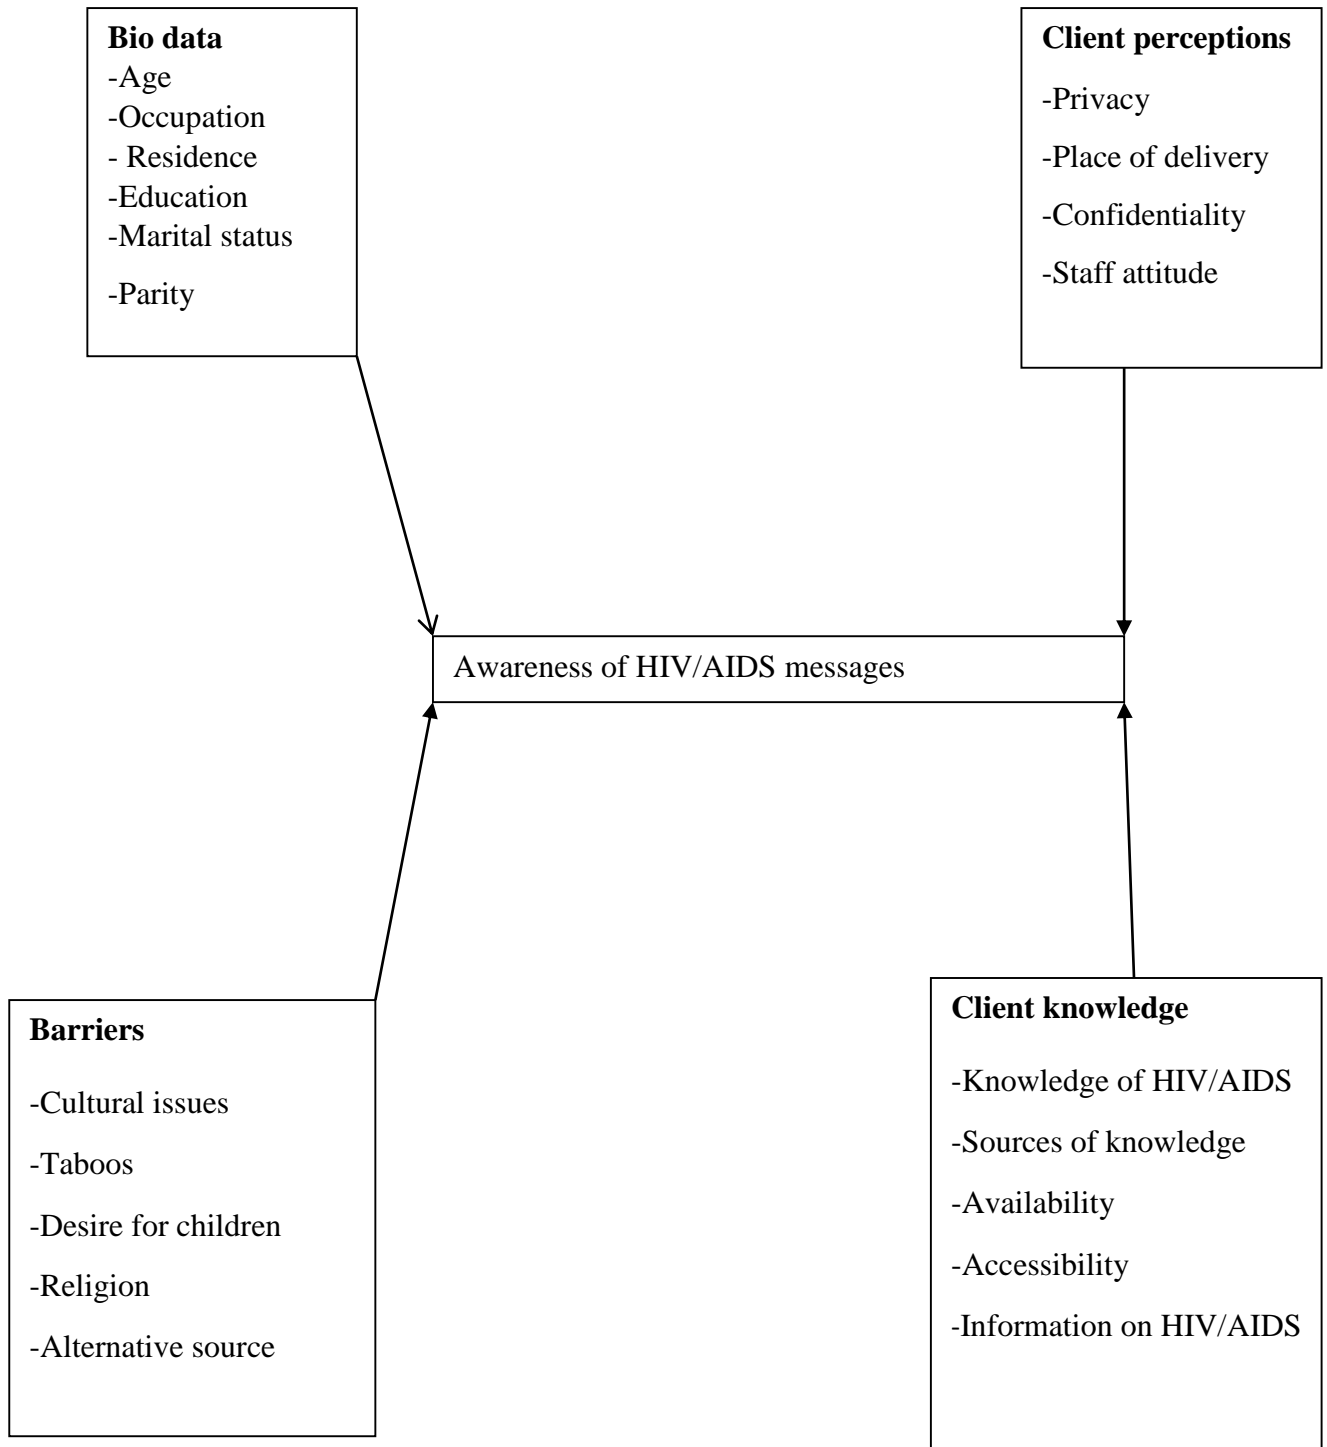 Bio data
-Age
-Occupation
- Residence
-Education
-Marital status
-Parity
Client perceptions
-Privacy
-Place of delivery
-Confidentiality
-Staff attitude
Awareness of HIV/AIDS messages
Barriers
-Cultural issues
-Taboos
-Desire for children
-Religion
-Alternative source
Client knowledge
-Knowledge of HIV/AIDS
-Sources of knowledge
-Availability
-Accessibility
-Information on HIV/AIDS